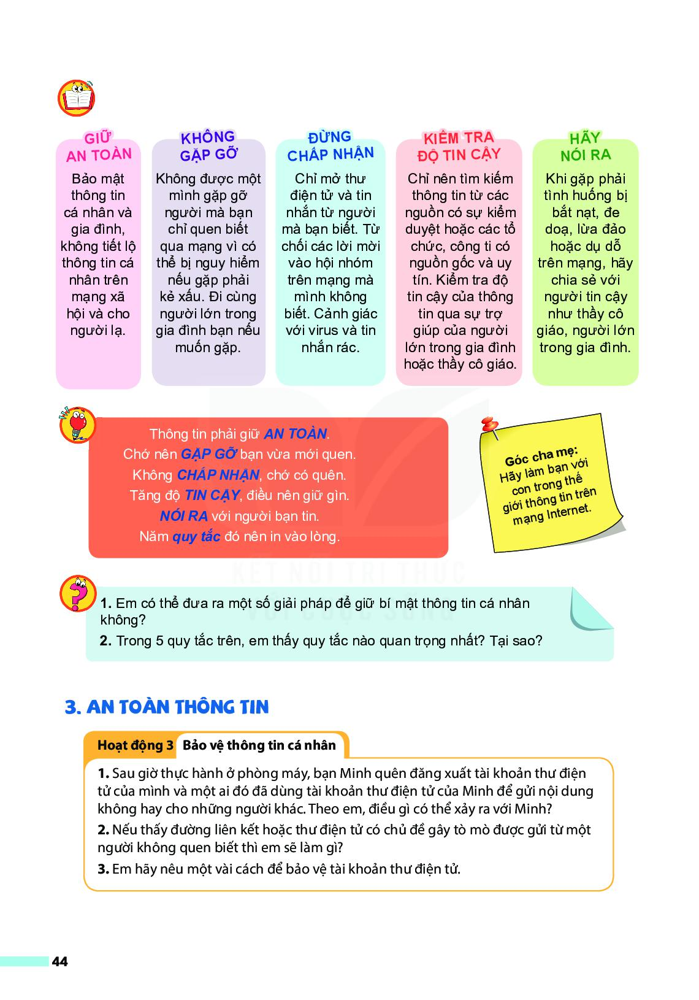 GIỮ
AN TOÀN
Bảo mật
thông tin
cá nhân và
gia đình,
không tiết lộ
thông tin cá
nhân trên
mạng xã
hội và cho
người lạ.
KHÔNG
GẶP GỠ
Không được một
mình gặp gỡ
người mà bạn
chỉ quen biết
qua mạng vì có
thể bị nguy hiểm
nếu gặp phải
kẻ xấu. Đi cùng
người lớn trong
gia đình bạn nếu
muốn gặp.
ĐỪNG
CHẤP NHẬN
Chỉ mở thư
điện tử và tin
nhắn từ người
mà bạn biết. Từ
chối các lời mời
vào hội nhóm
trên mạng mà
mình không
biết. Cảnh giác
với virus và tin
nhắn rác.
KIỂM TRA
ĐỘ TIN CẬY
Chỉ nên tìm kiếm
thông tin từ các
nguồn có sự kiểm
duyệt hoặc các tổ
chức, công ti có
nguồn gốc và uy
tín. Kiểm tra độ
tin cậy của thông
tin qua sự trợ
giúp của người
lớn trong gia đình
hoặc thầy cô giáo.
HÃY
NÓI RA
Khi gặp phải
tình huống bị
bắt nạt, đe
doạ, lừa đảo
hoặc dụ dỗ
trên mạng, hãy
chia sẻ với
người tin cậy
như thầy cô
giáo, người lớn
trong gia đình.
Thông tin phải giữ AN TOÀN.
Chớ nên GẶP GỠ bạn vừa mới quen.
Không CHẤP NHẬN, chớ có quên.
Tăng độ TIN CẬY, điều nên giữ gìn.
NÓI RA với người bạn tin.
Năm quy tắc đó nên in vào lòng.
Góc cha mẹ:
Hãy làm bạn với
con trong thế
giới thông tin trên
mạng Internet.
KẾT NỐI TRI THỨC
VỚI CUỘC SỐNG
1. Em có thể đưa ra một số giải pháp để giữ bí mật thông tin cá nhân
không?
2. Trong 5 quy tắc trên, em thấy quy tắc nào quan trọng nhất? Tại sao?
3. AN TOÀN THÔNG TIN
Hoạt động 3 Bảo vệ thông tin cá nhân
1. Sau giờ thực hành ở phòng máy, bạn Minh quên đăng xuất tài khoản thư điện
tử của mình và một ai đó đã dùng tài khoản thư điện tử của Minh để gửi nội dung
không hay cho những người khác. Theo em, điều gì có thể xảy ra với Minh?
2. Nếu thấy đường liên kết hoặc thư điện tử có chủ đề gây tò mò được gửi từ một
người không quen biết thì em sẽ làm gì?
3. Em hãy nêu một vài cách để bảo vệ tài khoản thư điện tử.
44